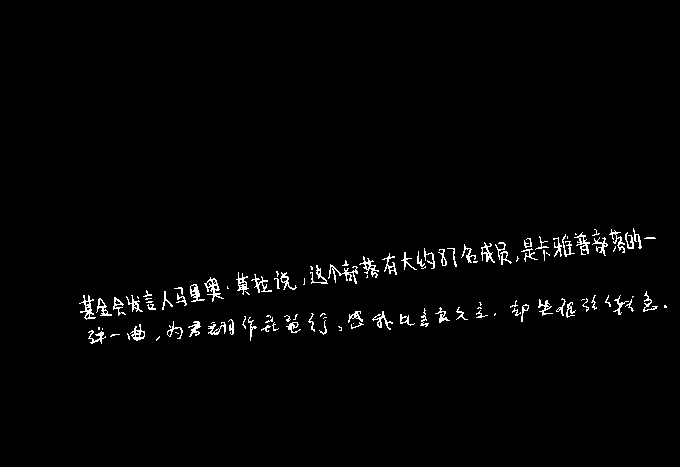 基金会发言人马里奥·莫拉说,这个部落有大约87名成员,是卡雅普部落的一
弹一曲,为君翻作琵琶行。感我此言良久立,却坐促弦弦转急.